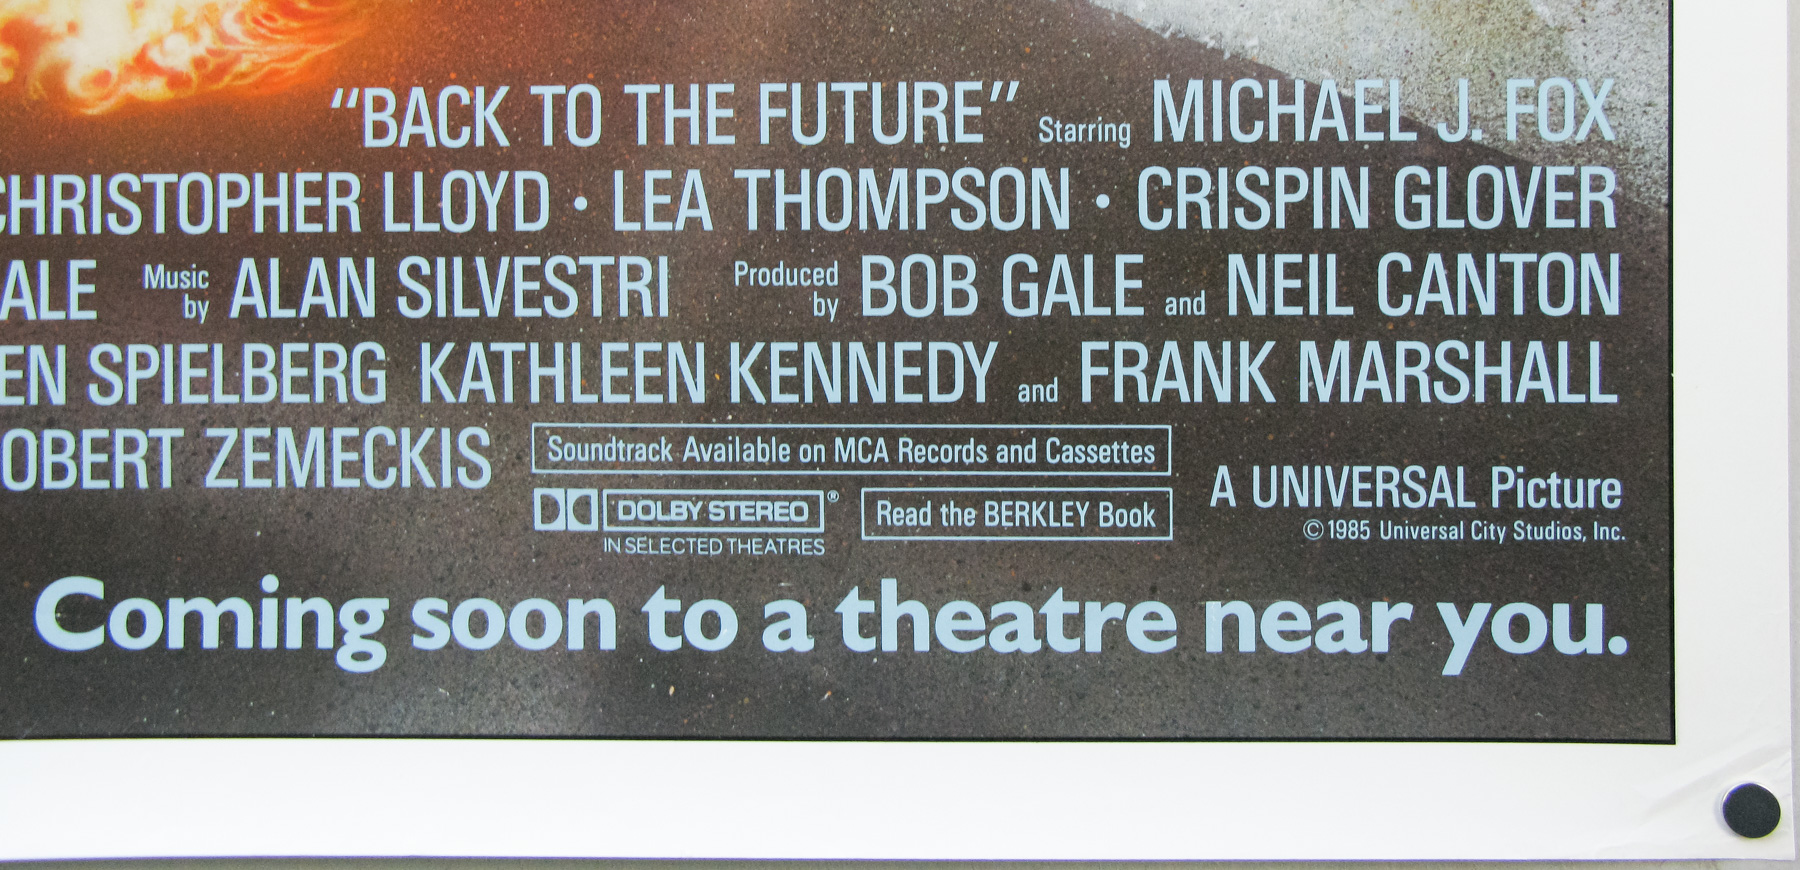 "BACK TO THE FUTURE" Starring MICHAEL J. FOX
CHRISTOPHER LLOYD • LEA THOMPSON • CRISPIN GLOVER
ALE Music by ALAN SILVESTRI Produced by BOB GALE and NEIL CANTON
EN SPIELBERG KATHLEEN KENNEDY and FRANK MARSHALL
OBERT ZEMECKIS
Soundtrack Available on MCA Records and Cassettes
DOLBY STEREO®
IN SELECTED THEATRES
Read the BERKLEY Book
A UNIVERSAL Picture
©1985 Universal City Studios, Inc.
Coming soon to a theatre near you.